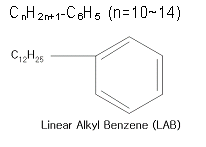 CₙH₂ₙ₊₁-C₆H₅ (n=10~14)
C₁₂H₂₅
Linear Alkyl Benzene (LAB)